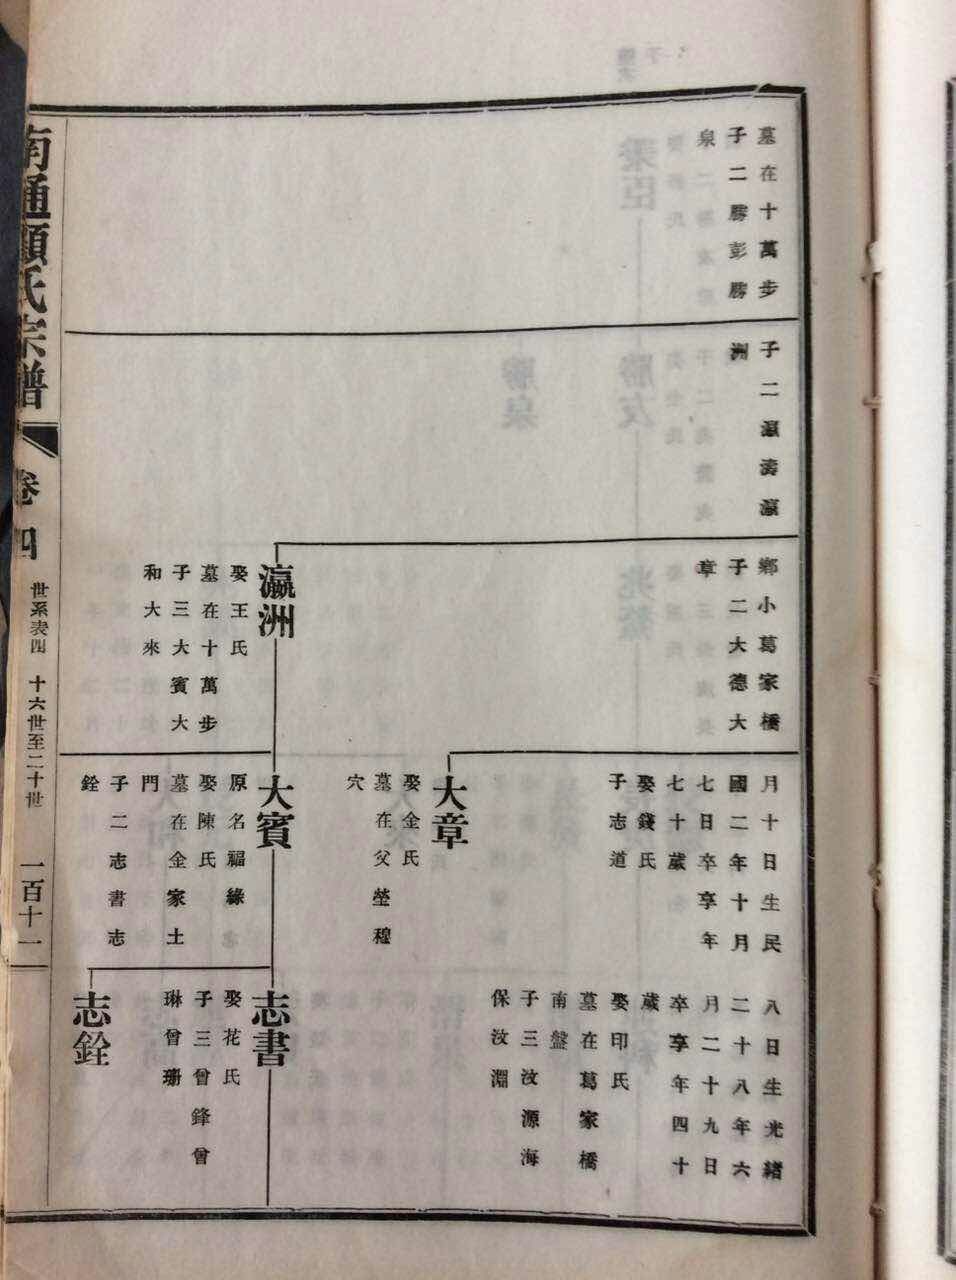 墓在十萬步
子二勝彭勝
泉
子二瀛濤瀛
洲
鄉小葛家橋
子二大德大
章
瀛洲
娶王氏
墓在十萬步
子三大賓大
和大來
月十日生民
國二年十月
七日卒享年
七十歲
娶錢氏
子志道
大章
娶金氏
墓在父塋穆
穴
大賓
原名福緣
娶陳氏
墓在金家土
門
子二志書志
銓
八日生光緒
二十八年六
月二十九日
卒享年四十
歲
娶印氏
墓在葛家橋
南盤
子三汝源海
保汝淵
志書
娶花氏
子三曾鋒曾
琳曾珊
志銓
南通顧氏宗譜
卷四
世系表四 十六世至二十世
一百十一